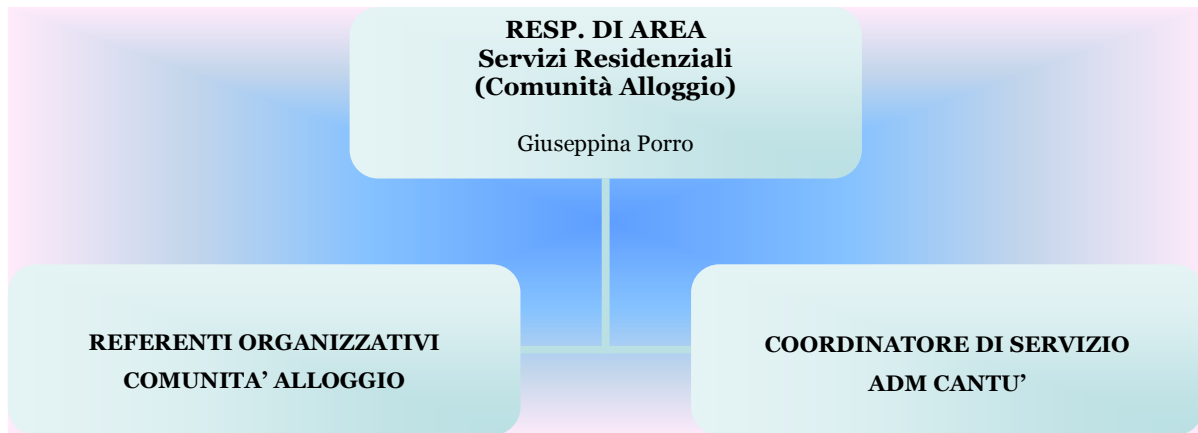 RESP. DI AREA
Servizi Residenziali
(Comunità Alloggio)
Giuseppina Porro
REFERENTI ORGANIZZATIVI
COMUNITA’ ALLOGGIO
COORDINATORE DI SERVIZIO
ADM CANTU’